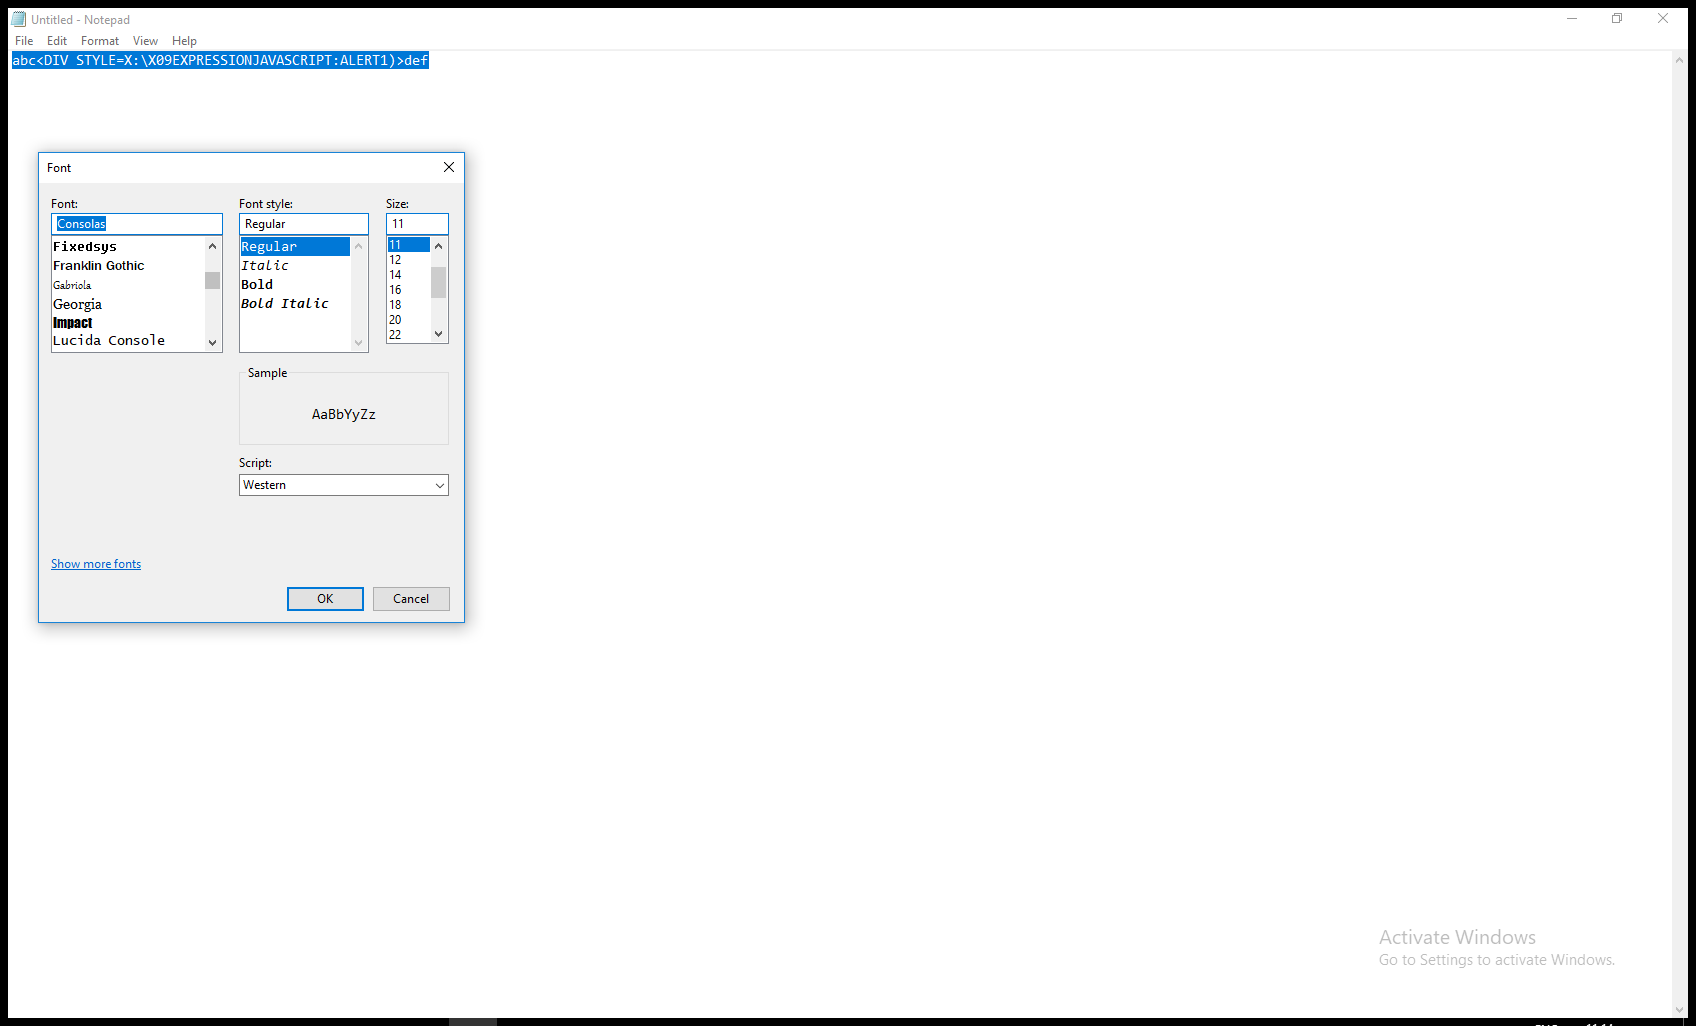 Untitled - Notepad
File Edit Format View Help
abc<DIV STYLE=X:\X09EXPRESSIONJAVASCRIPT:ALERT1)>def
Font
Font: Font style: Size:
Consolas Regular 11
Fixedsys Regular 11
Franklin Gothic Italic 12
Gabriola Bold 14
Georgia Bold Italic 16
Impact 18
Lucida Console 20
22
Sample
AaBbYyZz
Script:
Western
Show more fonts
OK Cancel
Activate Windows
Go to Settings to activate Windows.